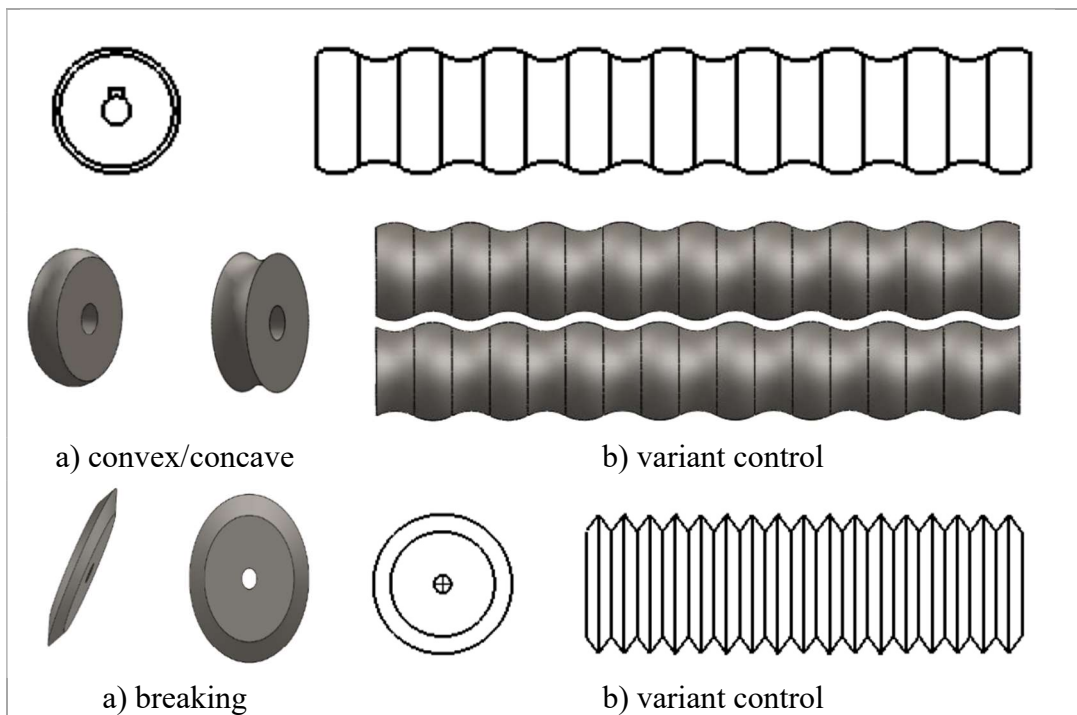 a) convex/concave
b) variant control
a) breaking
b) variant control